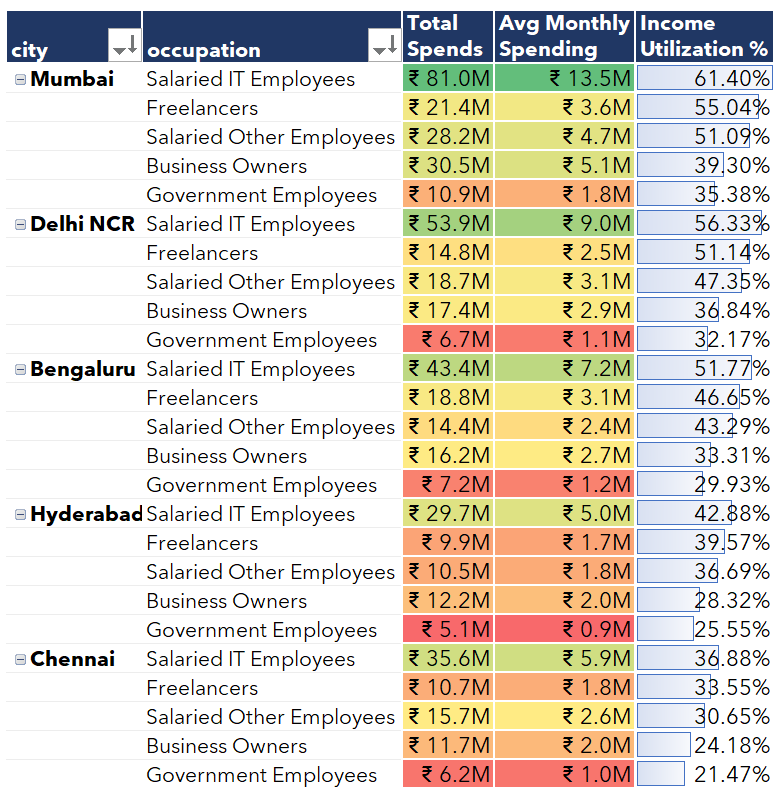 city occupation Total Spends Avg Monthly Spending Income Utilization %
Mumbai Salaried IT Employees ₹ 81.0M ₹ 13.5M 61.40%
Freelancers ₹ 21.4M ₹ 3.6M 55.04%
Salaried Other Employees ₹ 28.2M ₹ 4.7M 51.09%
Business Owners ₹ 30.5M ₹ 5.1M 39.30%
Government Employees ₹ 10.9M ₹ 1.8M 35.38%
Delhi NCR Salaried IT Employees ₹ 53.9M ₹ 9.0M 56.33%
Freelancers ₹ 14.8M ₹ 2.5M 51.14%
Salaried Other Employees ₹ 18.7M ₹ 3.1M 47.35%
Business Owners ₹ 17.4M ₹ 2.9M 36.84%
Government Employees ₹ 6.7M ₹ 1.1M 32.17%
Bengaluru Salaried IT Employees ₹ 43.4M ₹ 7.2M 51.77%
Freelancers ₹ 18.8M ₹ 3.1M 46.65%
Salaried Other Employees ₹ 14.4M ₹ 2.4M 43.29%
Business Owners ₹ 16.2M ₹ 2.7M 33.31%
Government Employees ₹ 7.2M ₹ 1.2M 29.93%
Hyderabad Salaried IT Employees ₹ 29.7M ₹ 5.0M 42.88%
Freelancers ₹ 9.9M ₹ 1.7M 39.57%
Salaried Other Employees ₹ 10.5M ₹ 1.8M 36.69%
Business Owners ₹ 12.2M ₹ 2.0M 28.32%
Government Employees ₹ 5.1M ₹ 0.9M 25.55%
Chennai Salaried IT Employees ₹ 35.6M ₹ 5.9M 36.88%
Freelancers ₹ 10.7M ₹ 1.8M 33.55%
Salaried Other Employees ₹ 15.7M ₹ 2.6M 30.65%
Business Owners ₹ 11.7M ₹ 2.0M 24.18%
Government Employees ₹ 6.2M ₹ 1.0M 21.47%